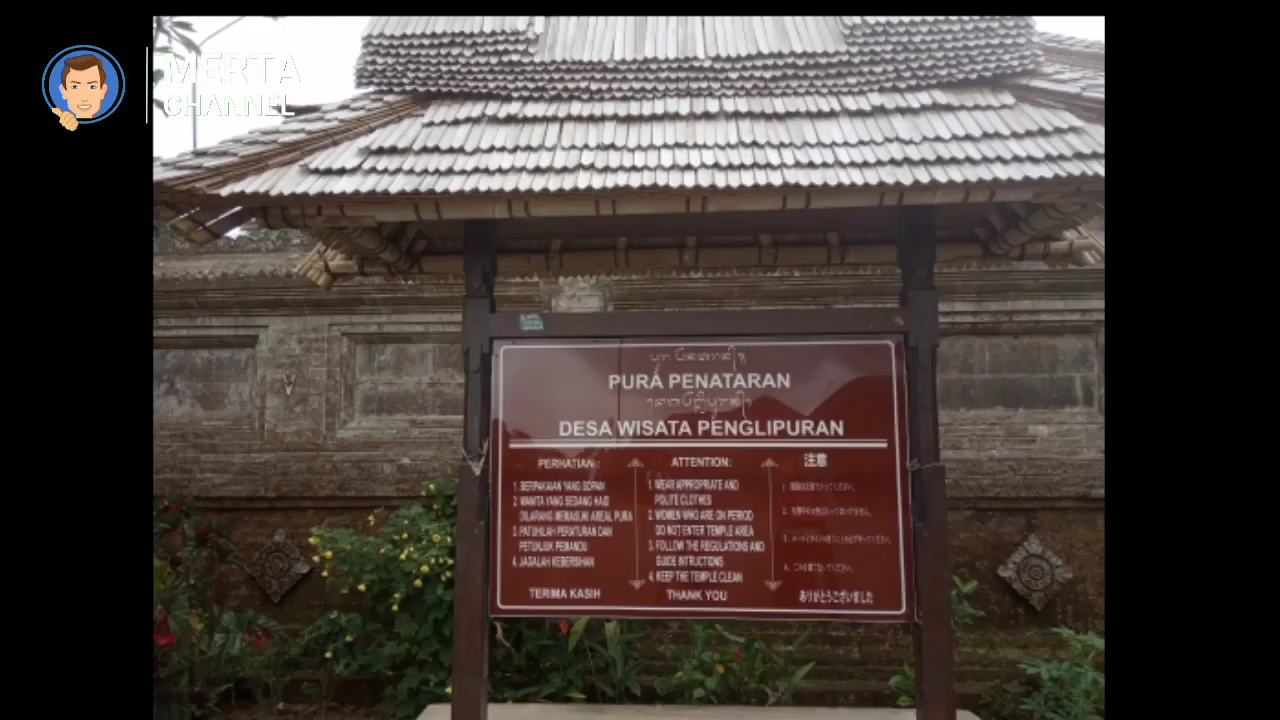 MERTA
CHANNEL
PURA PENATARAN
DESA WISATA PENGLIPURAN
PERHATIAN :
1. BERPAKAIAN YANG SOPAN
2. WANITA YANG SEDANG HAID
DILARANG MEMASUKI AREAL PURA
3. PATUHILAH PERATURAN DAN
PETUNJUK PEMANDU
4. JAGALAH KEBERSIHAN
TERIMA KASIH
ATTENTION:
1. WEAR APPROPRIATE AND
POLITE CLOTHES
2. WOMEN WHO ARE ON PERIOD
DO NOT ENTER TEMPLE AREA
3. FOLLOW THE REGULATIONS AND
GUIDE INTRUCTIONS
4. KEEP THE TEMPLE CLEAN
THANK YOU
注意
ありがとうございました